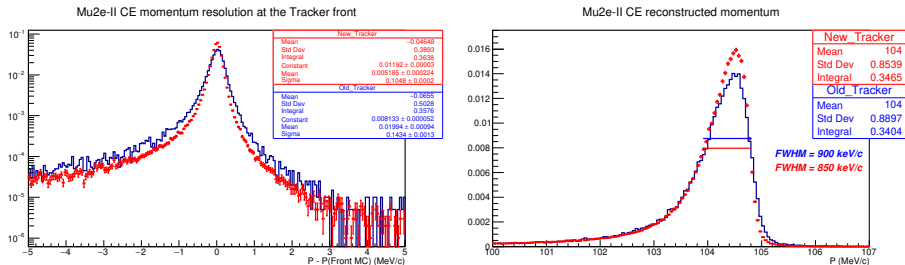 Mu2e-II CE momentum resolution at the Tracker front
10⁻¹
10⁻²
10⁻³
10⁻⁴
10⁻⁵
10⁻⁶
New_Tracker
Mean −0.04648
Std Dev 0.3893
Integral 0.3638
Constant 0.01192 ± 0.00003
Mean 0.005185 ± 0.000224
Sigma 0.1048 ± 0.0002
Old_Tracker
Mean −0.0655
Std Dev 0.5028
Integral 0.3576
Constant 0.008133 ± 0.000052
Mean 0.01994 ± 0.00094
Sigma 0.1434 ± 0.0013
−5 −4 −3 −2 −1 0 1 2 3 4 5
P - P(Front MC) (MeV/c)
Mu2e-II CE reconstructed momentum
0.016
0.014
0.012
0.01
0.008
0.006
0.004
0.002
0
New_Tracker
Mean 104
Std Dev 0.8539
Integral 0.3465
Old_Tracker
Mean 104
Std Dev 0.8897
Integral 0.3404
FWHM = 900 keV/c
FWHM = 850 keV/c
100 101 102 103 104 105 106 107
P (MeV/c)